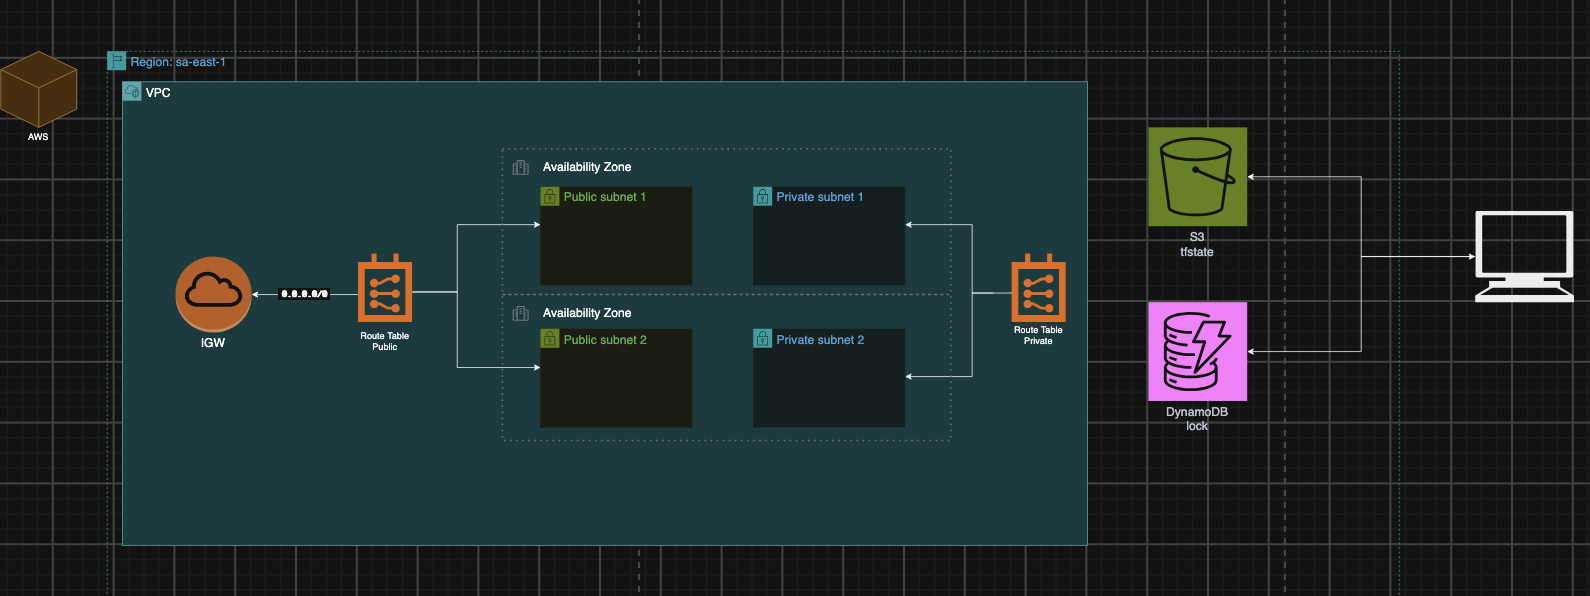 Region: sa-east-1
AWS
VPC
Availability Zone
Public subnet 1
Private subnet 1
0.0.0.0/0
IGW
Route Table
Public
Availability Zone
Public subnet 2
Private subnet 2
Route Table
Private
S3
tfstate
DynamoDB
lock